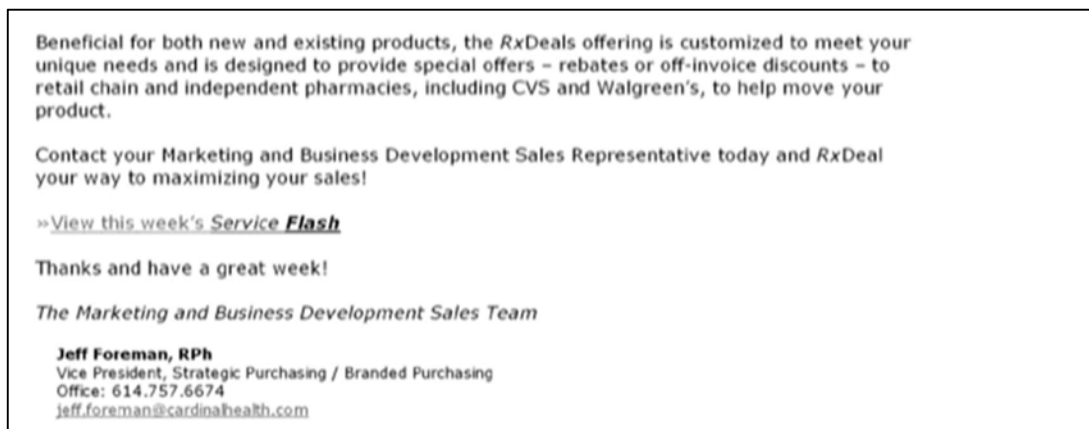 Beneficial for both new and existing products, the RxDeals offering is customized to meet your
unique needs and is designed to provide special offers – rebates or off-invoice discounts – to
retail chain and independent pharmacies, including CVS and Walgreen's, to help move your
product.
Contact your Marketing and Business Development Sales Representative today and RxDeal
your way to maximizing your sales!
»View this week's Service Flash
Thanks and have a great week!
The Marketing and Business Development Sales Team
Jeff Foreman, RPh
Vice President, Strategic Purchasing / Branded Purchasing
Office: 614.757.6674
jeff.foreman@cardinalhealth.com